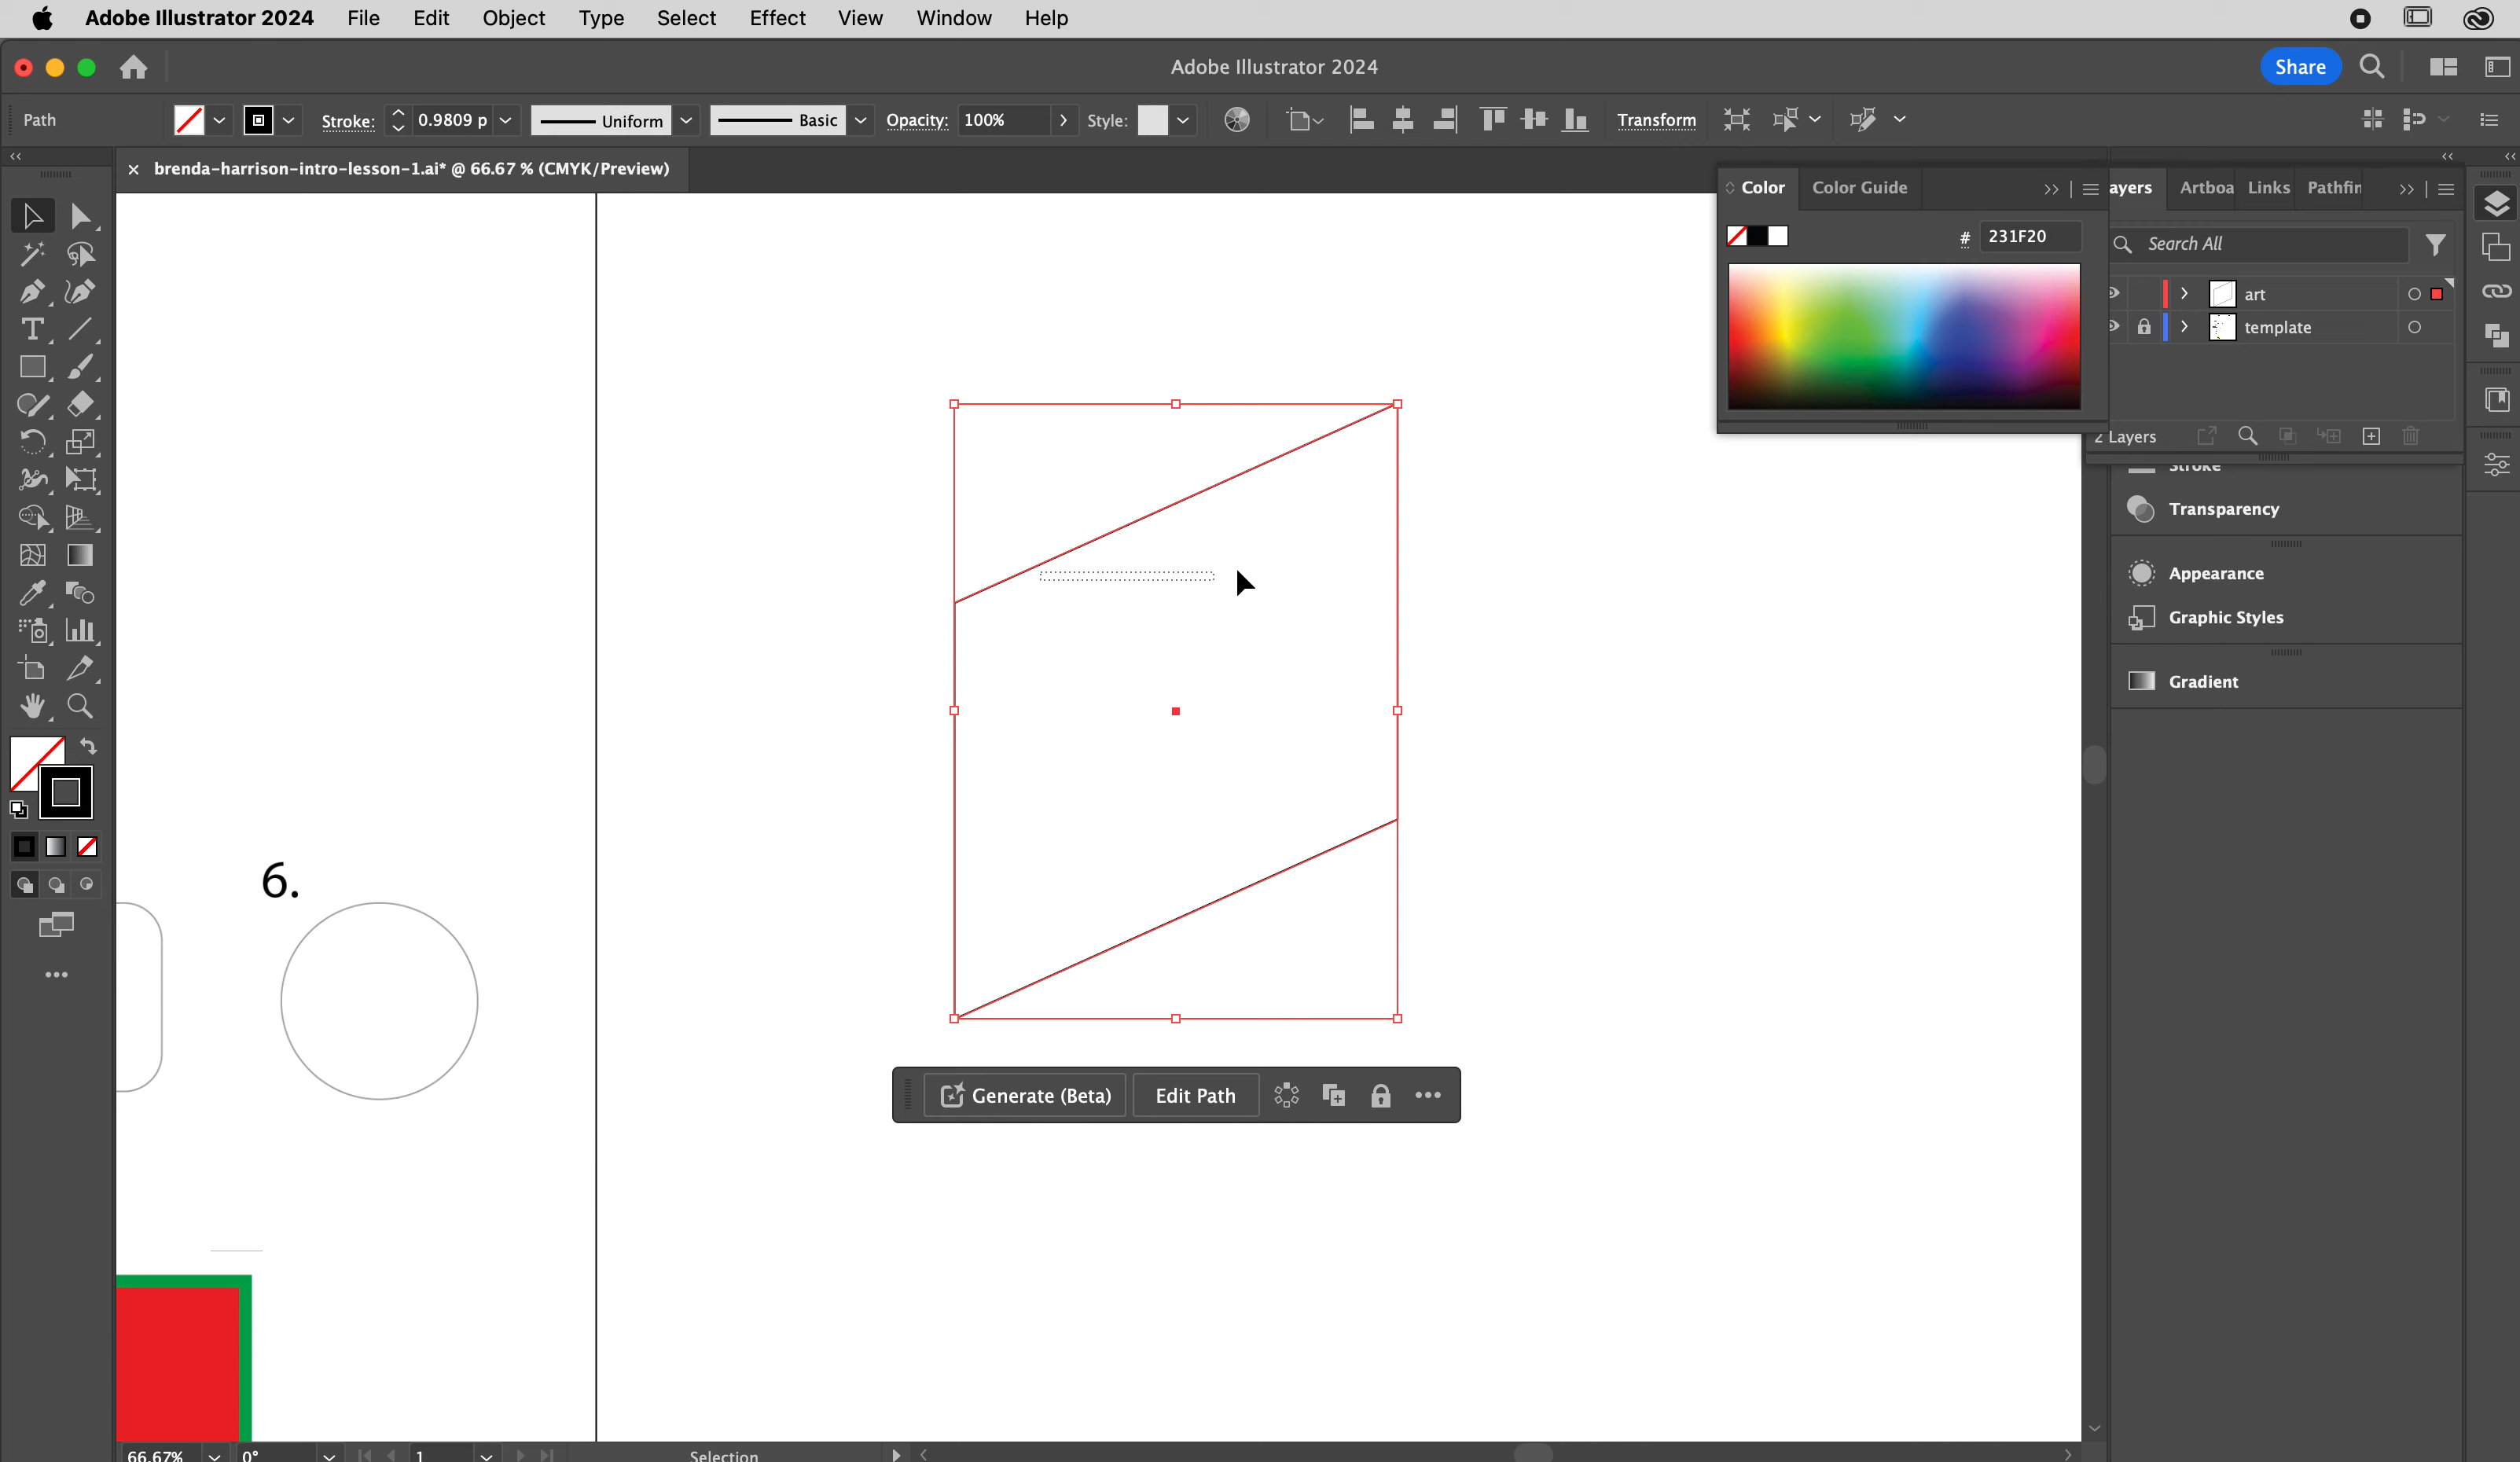 Adobe Illustrator 2024 File Edit Object Type Select Effect View Window Help
Adobe Illustrator 2024 Share
Path Stroke: 0.9809 p Uniform Basic Opacity: 100% Style: Transform
× brenda-harrison-intro-lesson-1.ai* @ 66.67 % (CMYK/Preview)
Color Color Guide
ayers Artboa Links Pathfin
# 231F20
Search All
art
template
2 Layers
Stroke
Transparency
Appearance
Graphic Styles
Gradient
6.
Generate (Beta) Edit Path
66.67% 0° 1 Selection